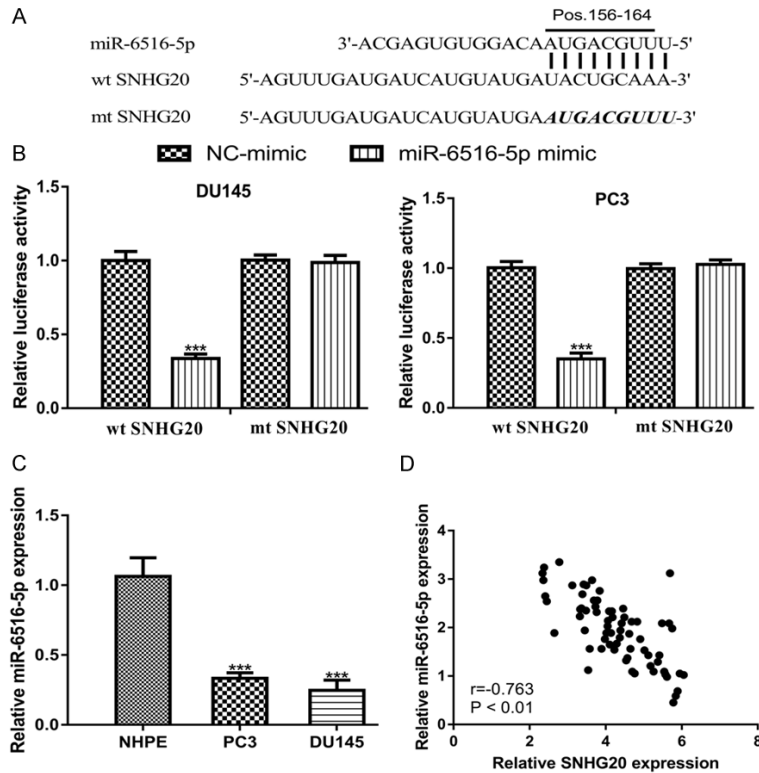 A
Pos.156-164
miR-6516-5p 3'-ACGAGUGUGGACAAUGACGUUUU-5'
wt SNHG20 5'-AGUUUGAUGAUCAUGUAUGAUACUGCAAA-3'
mt SNHG20 5'-AGUUUGAUGAUCAUGUAUGAAUGACGUUU-3'
B
NC-mimic miR-6516-5p mimic
DU145
Relative luciferase activity
1.5
1.0
0.5
0.0
***
wt SNHG20 mt SNHG20
PC3
Relative luciferase activity
1.5
1.0
0.5
0.0
***
wt SNHG20 mt SNHG20
C
Relative miR-6516-5p expression
1.5
1.0
0.5
0.0
*** ***
NHPE PC3 DU145
D
Relative miR-6516-5p expression
4
3
2
1
0
r=-0.763
P < 0.01
0 2 4 6 8
Relative SNHG20 expression